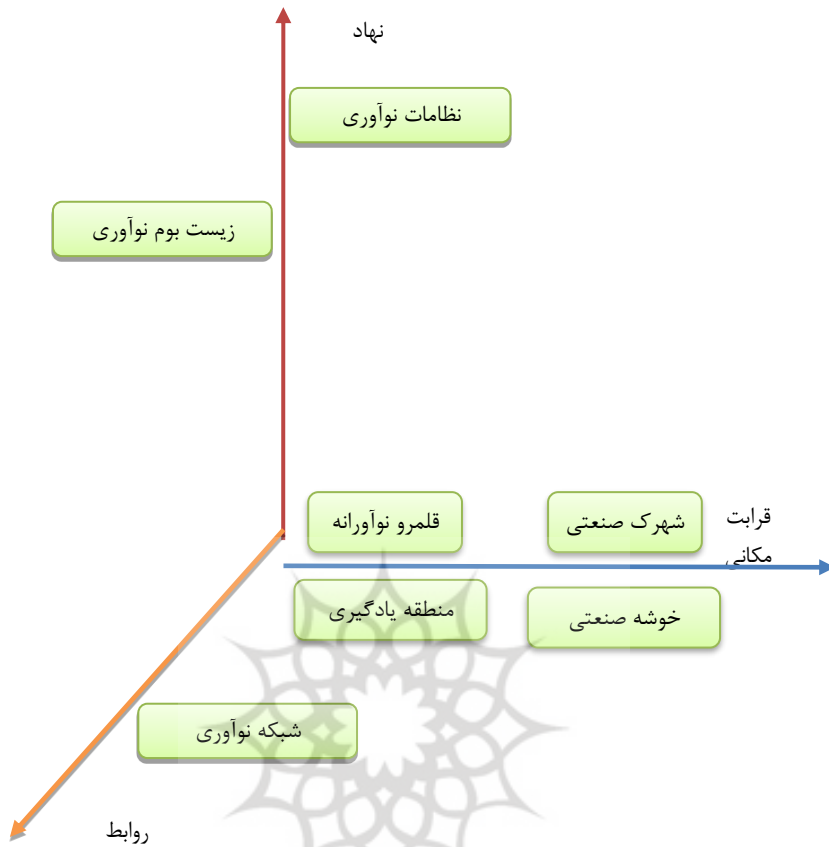 نهاد
نظامات نوآوری
زیست بوم نوآوری
قرابت
مکانی
شهرک صنعتی
قلمرو نوآورانه
خوشه صنعتی
منطقه یادگیری
شبکه نوآوری
روابط